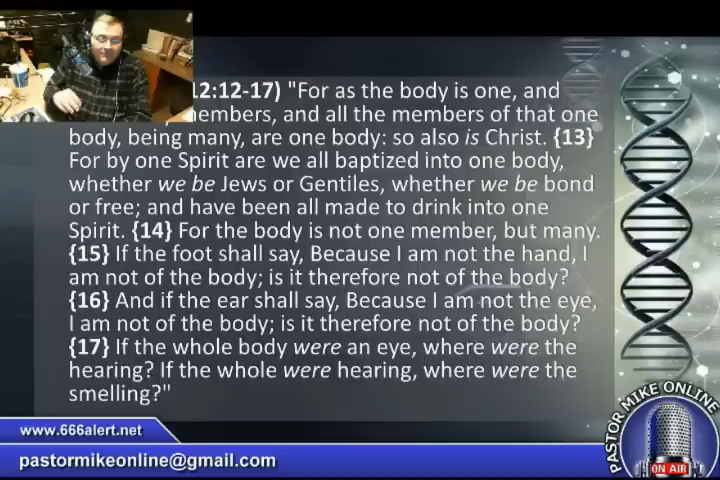 12:12-17) "For as the body is one, and
members, and all the members of that one
body, being many, are one body: so also is Christ. {13}
For by one Spirit are we all baptized into one body,
whether we be Jews or Gentiles, whether we be bond
or free; and have been all made to drink into one
Spirit. {14} For the body is not one member, but many.
{15} If the foot shall say, Because I am not the hand, I
am not of the body; is it therefore not of the body?
{16} And if the ear shall say, Because I am not the eye,
I am not of the body; is it therefore not of the body?
{17} If the whole body were an eye, where were the
hearing? If the whole were hearing, where were the
smelling?"
www.666alert.net
pastormikeonline@gmail.com
PASTOR MIKE ONLINE
ON AIR